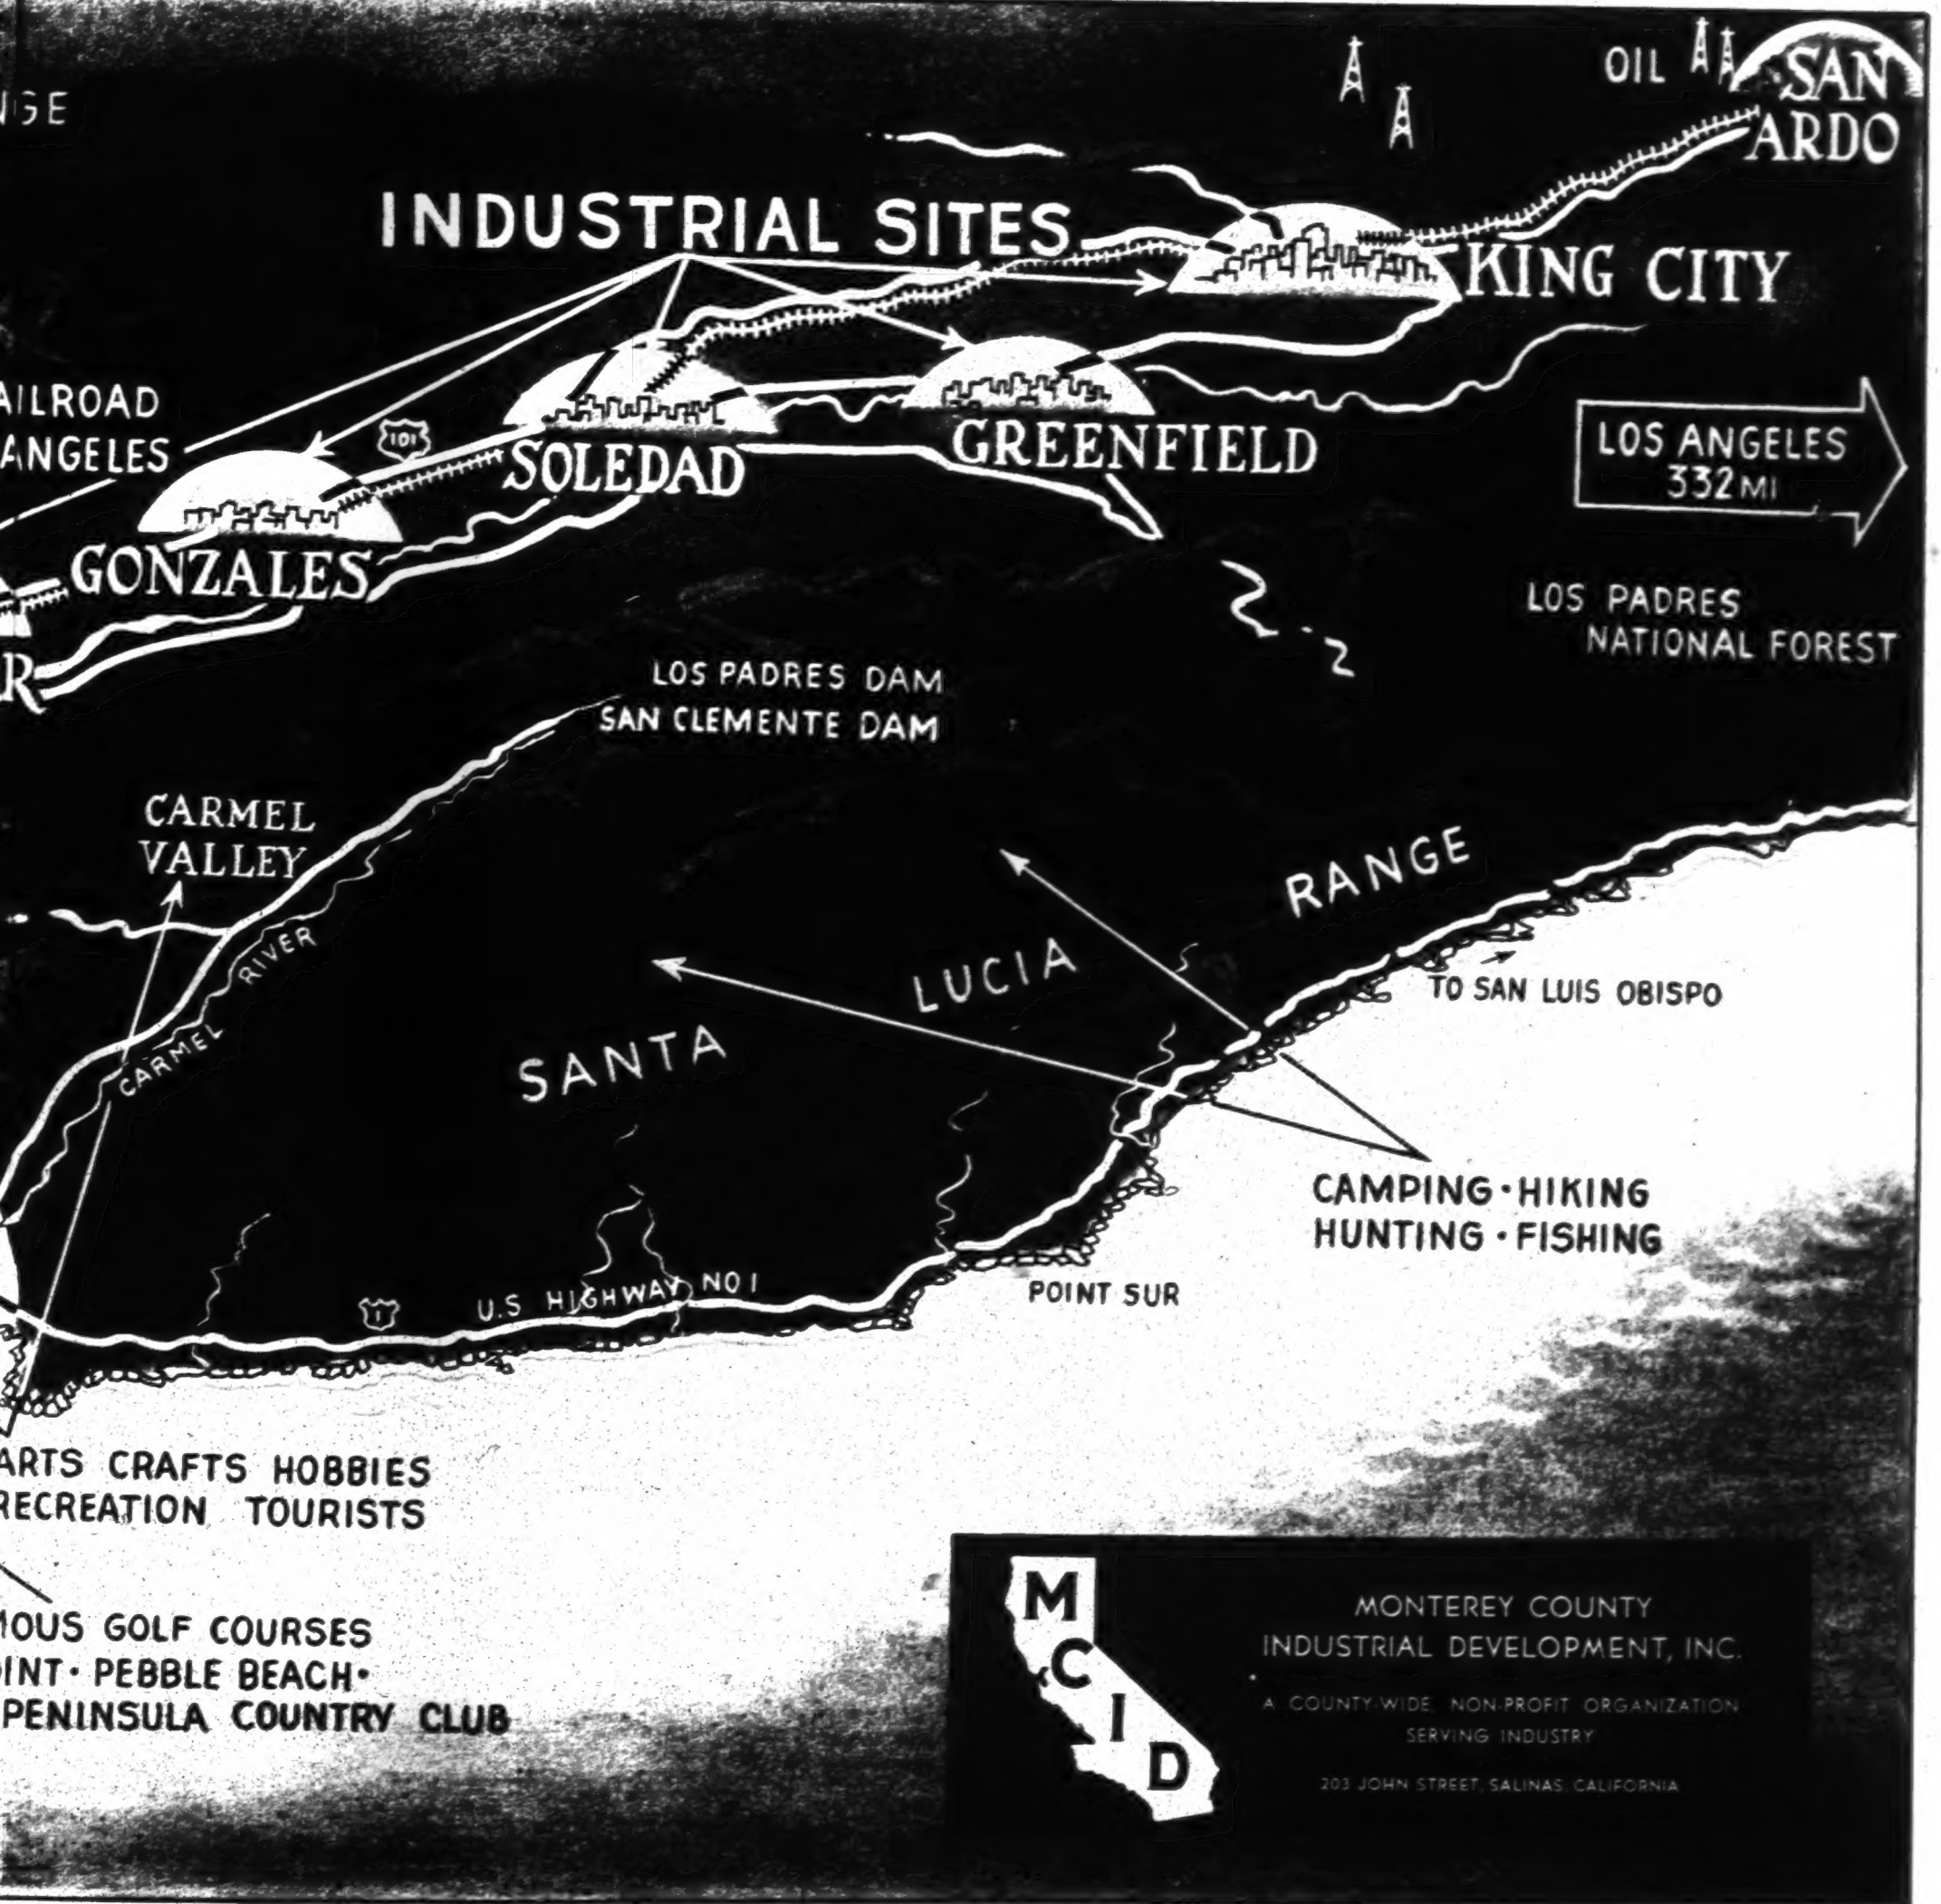 OIL
SAN
ARDO
INDUSTRIAL SITES
KING CITY
101
SOLEDAD
GREENFIELD
ANGELES
LOS ANGELES
332 MI
GONZALES
LOS PADRES
NATIONAL FOREST
LOS PADRES DAM
SAN CLEMENTE DAM
CARMEL
VALLEY
CARMEL RIVER
SANTA LUCIA RANGE
TO SAN LUIS OBISPO
CAMPING · HIKING
HUNTING · FISHING
POINT SUR
1
U.S HIGHWAY NO 1
ARTS CRAFTS HOBBIES
RECREATION TOURISTS
GOLF COURSES
PEBBLE BEACH ·
PENINSULA COUNTRY CLUB
M
C
I
D
MONTEREY COUNTY
INDUSTRIAL DEVELOPMENT, INC.
A COUNTY-WIDE, NON-PROFIT ORGANIZATION
SERVING INDUSTRY
203 JOHN STREET, SALINAS, CALIFORNIA